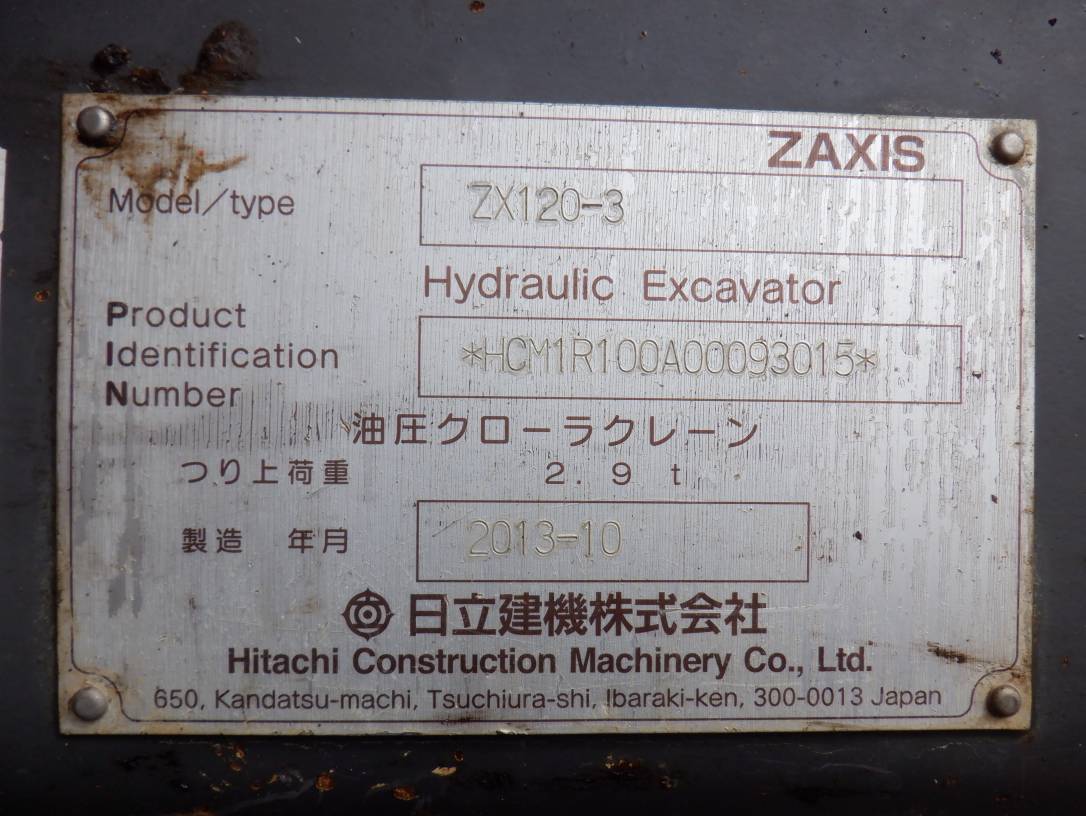 ZAXIS
Model/type ZX120-3
Hydraulic Excavator
Product
Identification *HCM1R100A00093015*
Number
油圧クローラクレーン
つり上荷重 2.9 t
製造 年月 2013-10
日立建機株式会社
Hitachi Construction Machinery Co., Ltd.
650, Kandatsu-machi, Tsuchiura-shi, Ibaraki-ken, 300-0013 Japan